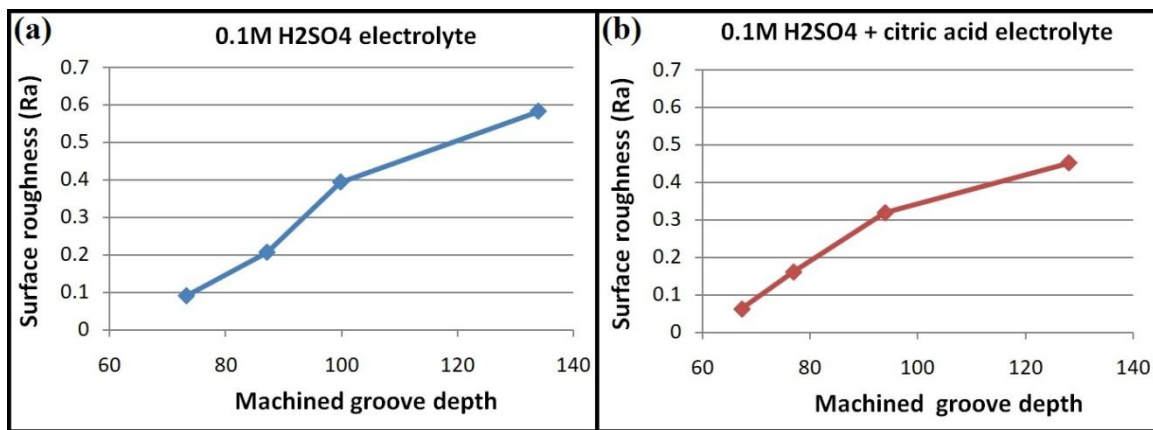 (a)
0.1M H2SO4 electrolyte
Surface roughness (Ra)
0.7
0.6
0.5
0.4
0.3
0.2
0.1
0
60 80 100 120 140
Machined groove depth
(b)
0.1M H2SO4 + citric acid electrolyte
Surface roughness (Ra)
0.7
0.6
0.5
0.4
0.3
0.2
0.1
0
60 80 100 120 140
Machined groove depth